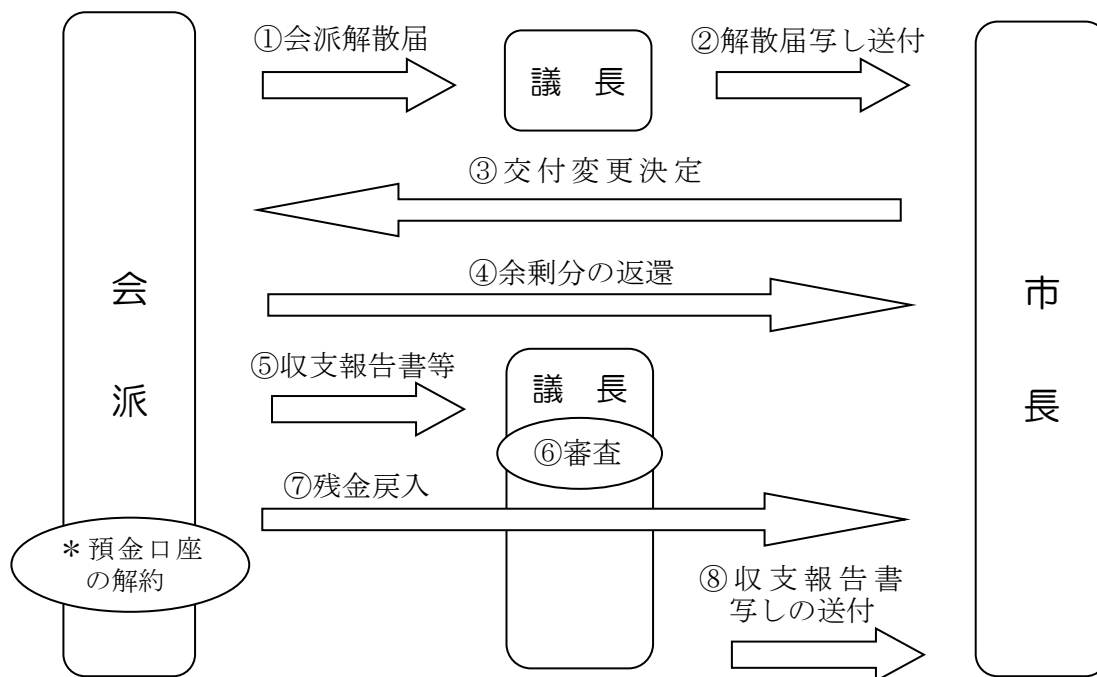 ①会派解散届
②解散届写し送付
議　長
③交付変更決定
会
派
市
長
④余剰分の返還
⑤収支報告書等
議　長
⑥審査
⑦残金戻入
＊預金口座
の解約
⑧収支報告書
写しの送付